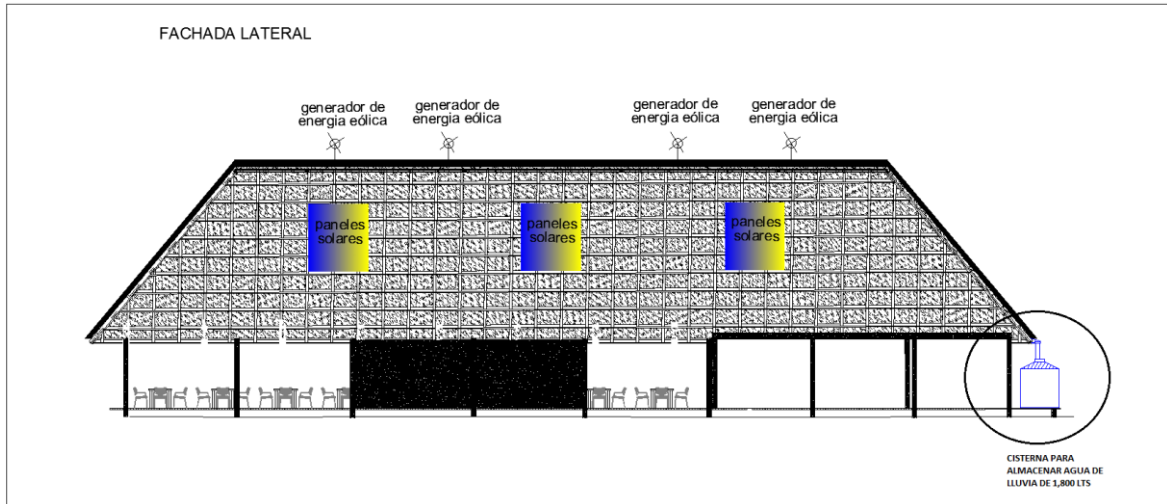 FACHADA LATERAL
generador de
energia eólica
generador de
energia eólica
generador de
energia eólica
generador de
energia eólica
paneles
solares
paneles
solares
paneles
solares
CISTERNA PARA
ALMACENAR AGUA DE
LLUVIA DE 1,800 LTS